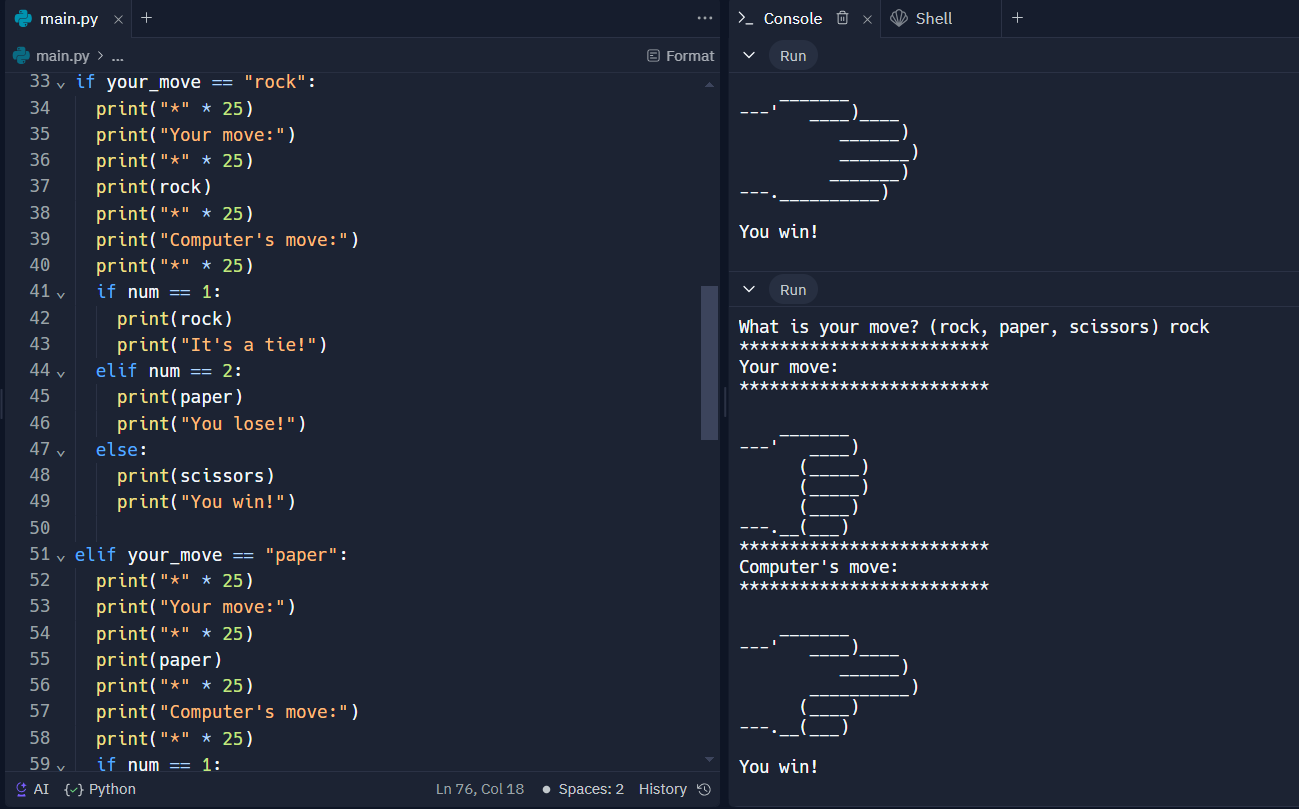 main.py
main.py > ...
Format
33 if your_move == "rock":
34   print("*" * 25)
35   print("Your move:")
36   print("*" * 25)
37   print(rock)
38   print("*" * 25)
39   print("Computer's move:")
40   print("*" * 25)
41   if num == 1:
42     print(rock)
43     print("It's a tie!")
44   elif num == 2:
45     print(paper)
46     print("You lose!")
47   else:
48     print(scissors)
49     print("You win!")
50
51 elif your_move == "paper":
52   print("*" * 25)
53   print("Your move:")
54   print("*" * 25)
55   print(paper)
56   print("*" * 25)
57   print("Computer's move:")
58   print("*" * 25)
59   if num == 1:
AI {✓} Python Ln 76, Col 18 Spaces: 2 History
>_ Console Shell
Run
    _______
---'   ____)____
          ______)
          _______)
         _______)
---.__________)
You win!
Run
What is your move? (rock, paper, scissors) rock
*************************
Your move:
*************************
    _______
---'   ____)
      (_____)
      (_____)
      (____)
---.__(___)
*************************
Computer's move:
*************************
    _______
---'   ____)____
          ______)
       __________)
      (____)
---.__(___)
You win!